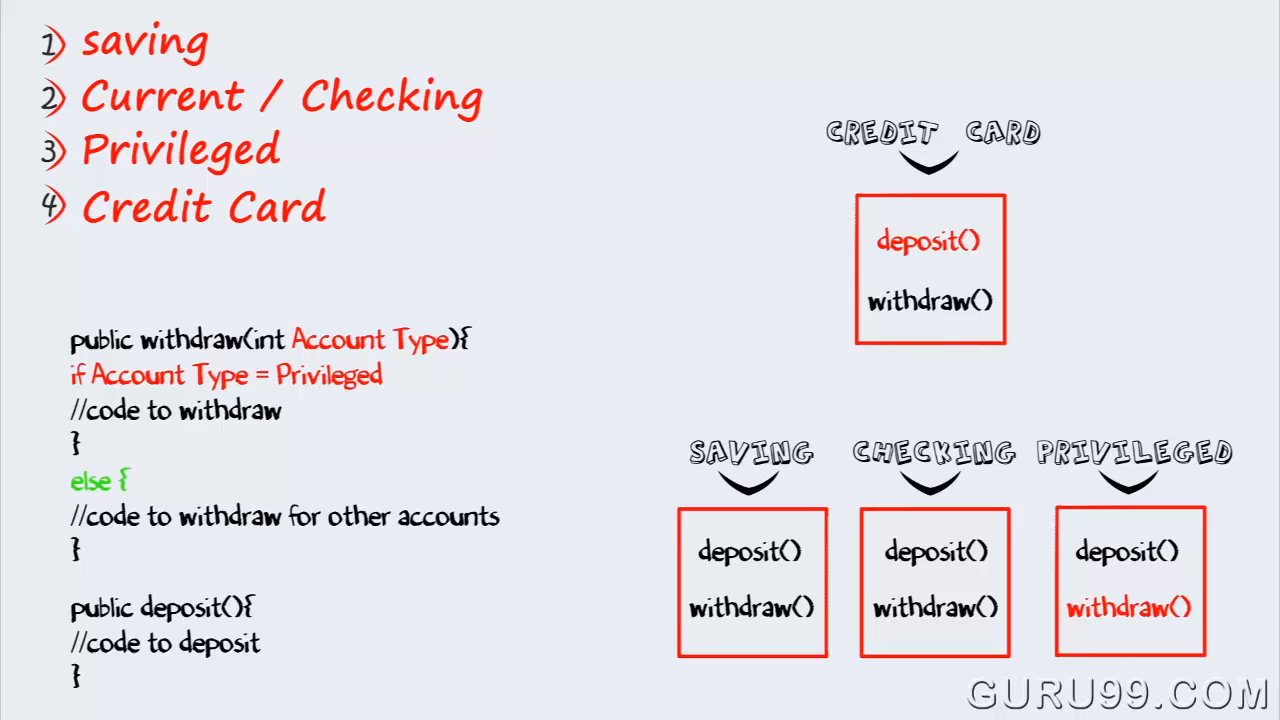 1) saving
2) Current / Checking
3) Privileged
4) Credit Card
public withdraw(int Account Type){
if Account Type = Privileged
//code to withdraw
}
else {
//code to withdraw for other accounts
}
public deposit(){
//code to deposit
}
CREDIT CARD
deposit()
withdraw()
SAVING
deposit()
withdraw()
CHECKING
deposit()
withdraw()
PRIVILEGED
deposit()
withdraw()
GURU99.COM